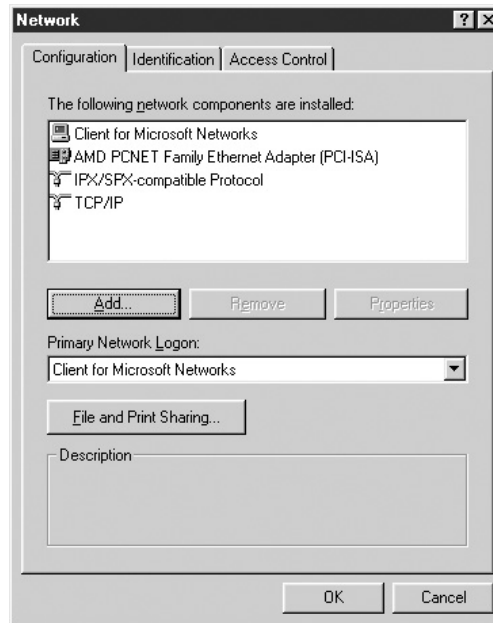 Network
Configuration Identification Access Control
The following network components are installed:
Client for Microsoft Networks
AMD PCNET Family Ethernet Adapter (PCI-ISA)
IPX/SPX-compatible Protocol
TCP/IP
Add... Remove Properties
Primary Network Logon:
Client for Microsoft Networks
File and Print Sharing...
Description
OK Cancel